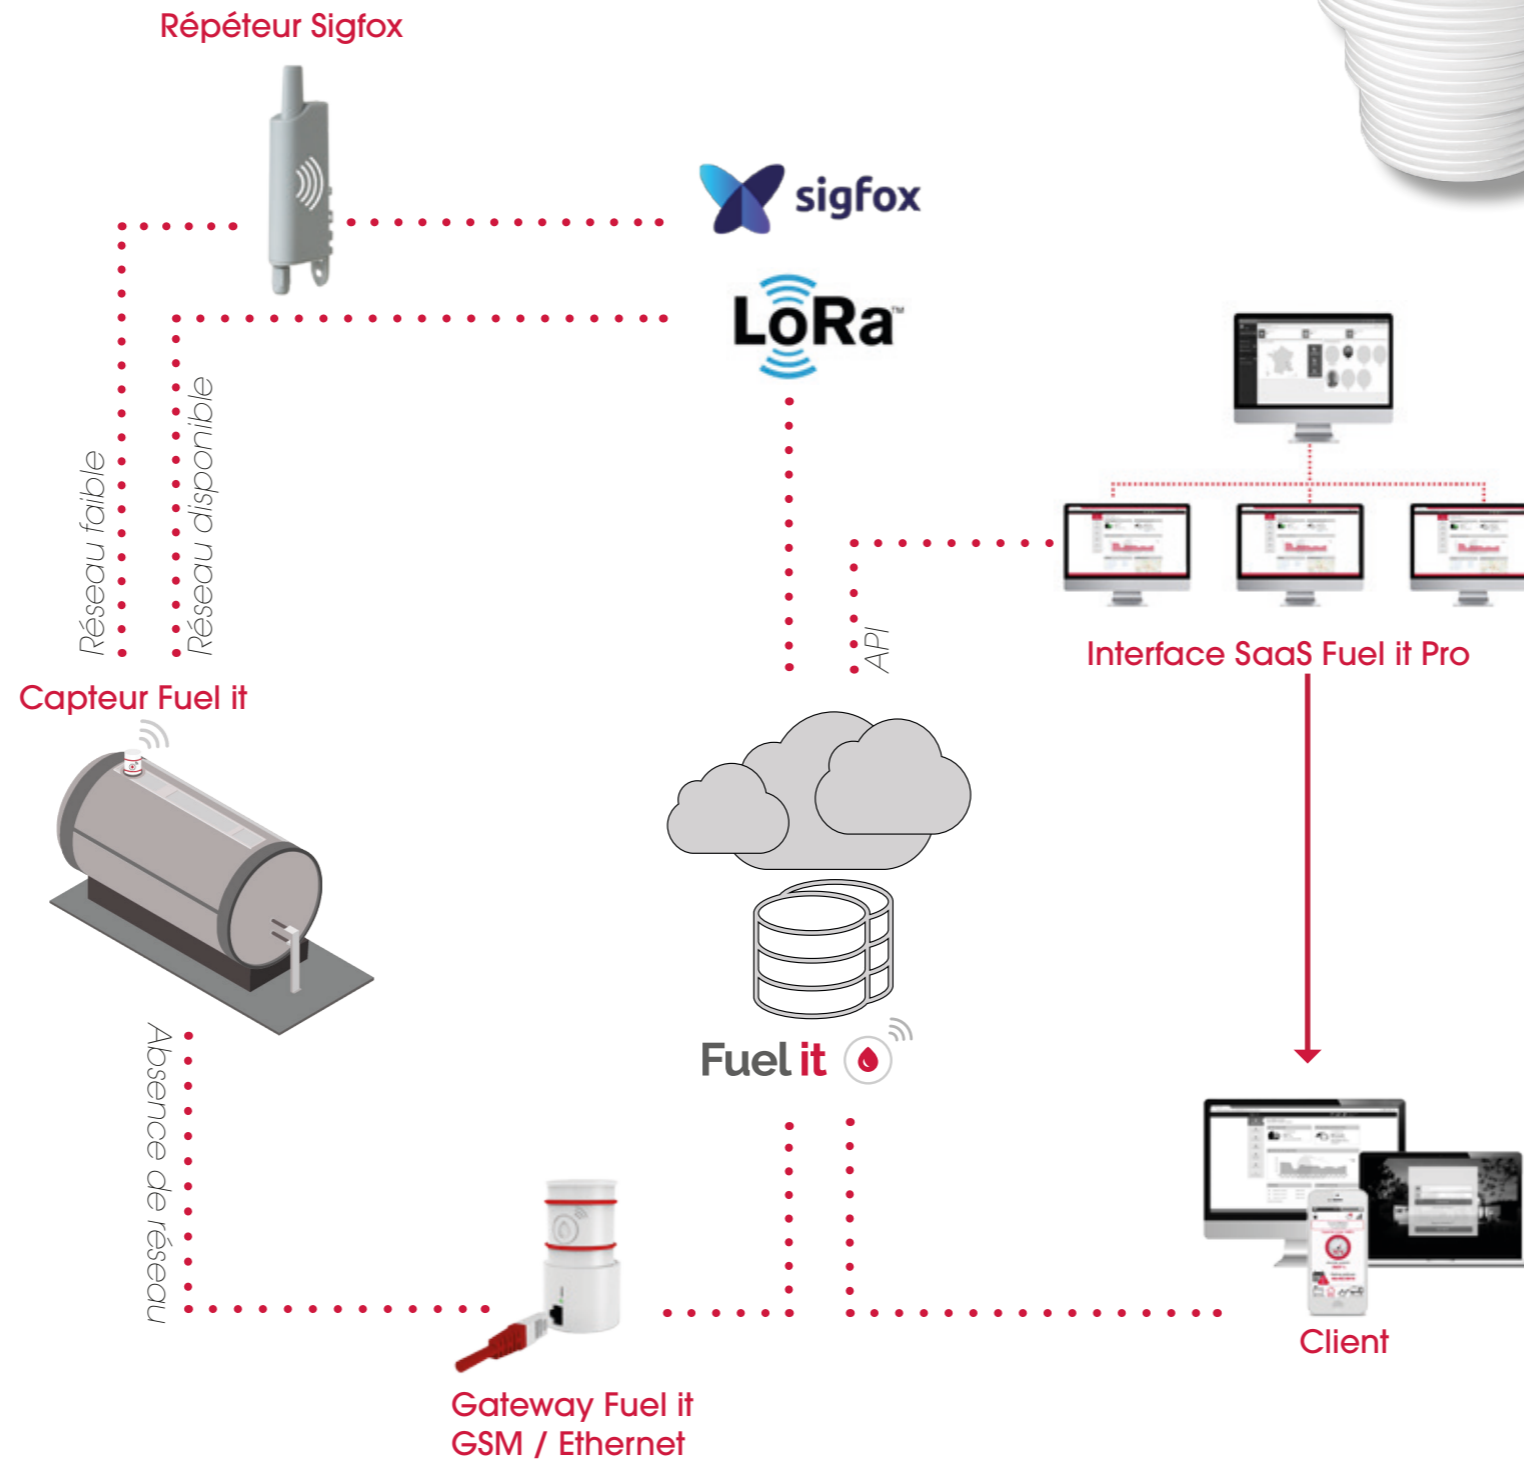 Répéteur Sigfox
sigfox
LoRa™
Réseau faible
Réseau disponible
API
Interface SaaS Fuel it Pro
Capteur Fuel it
Fuel it
Absence de réseau
Client
Gateway Fuel it
GSM / Ethernet